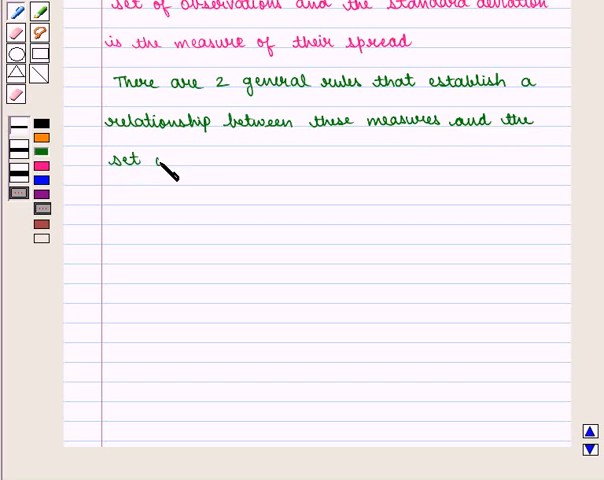 set of observations and the standard deviation
is the measure of their spread
There are 2 general rules that establish a
relationship between these measures and the
set